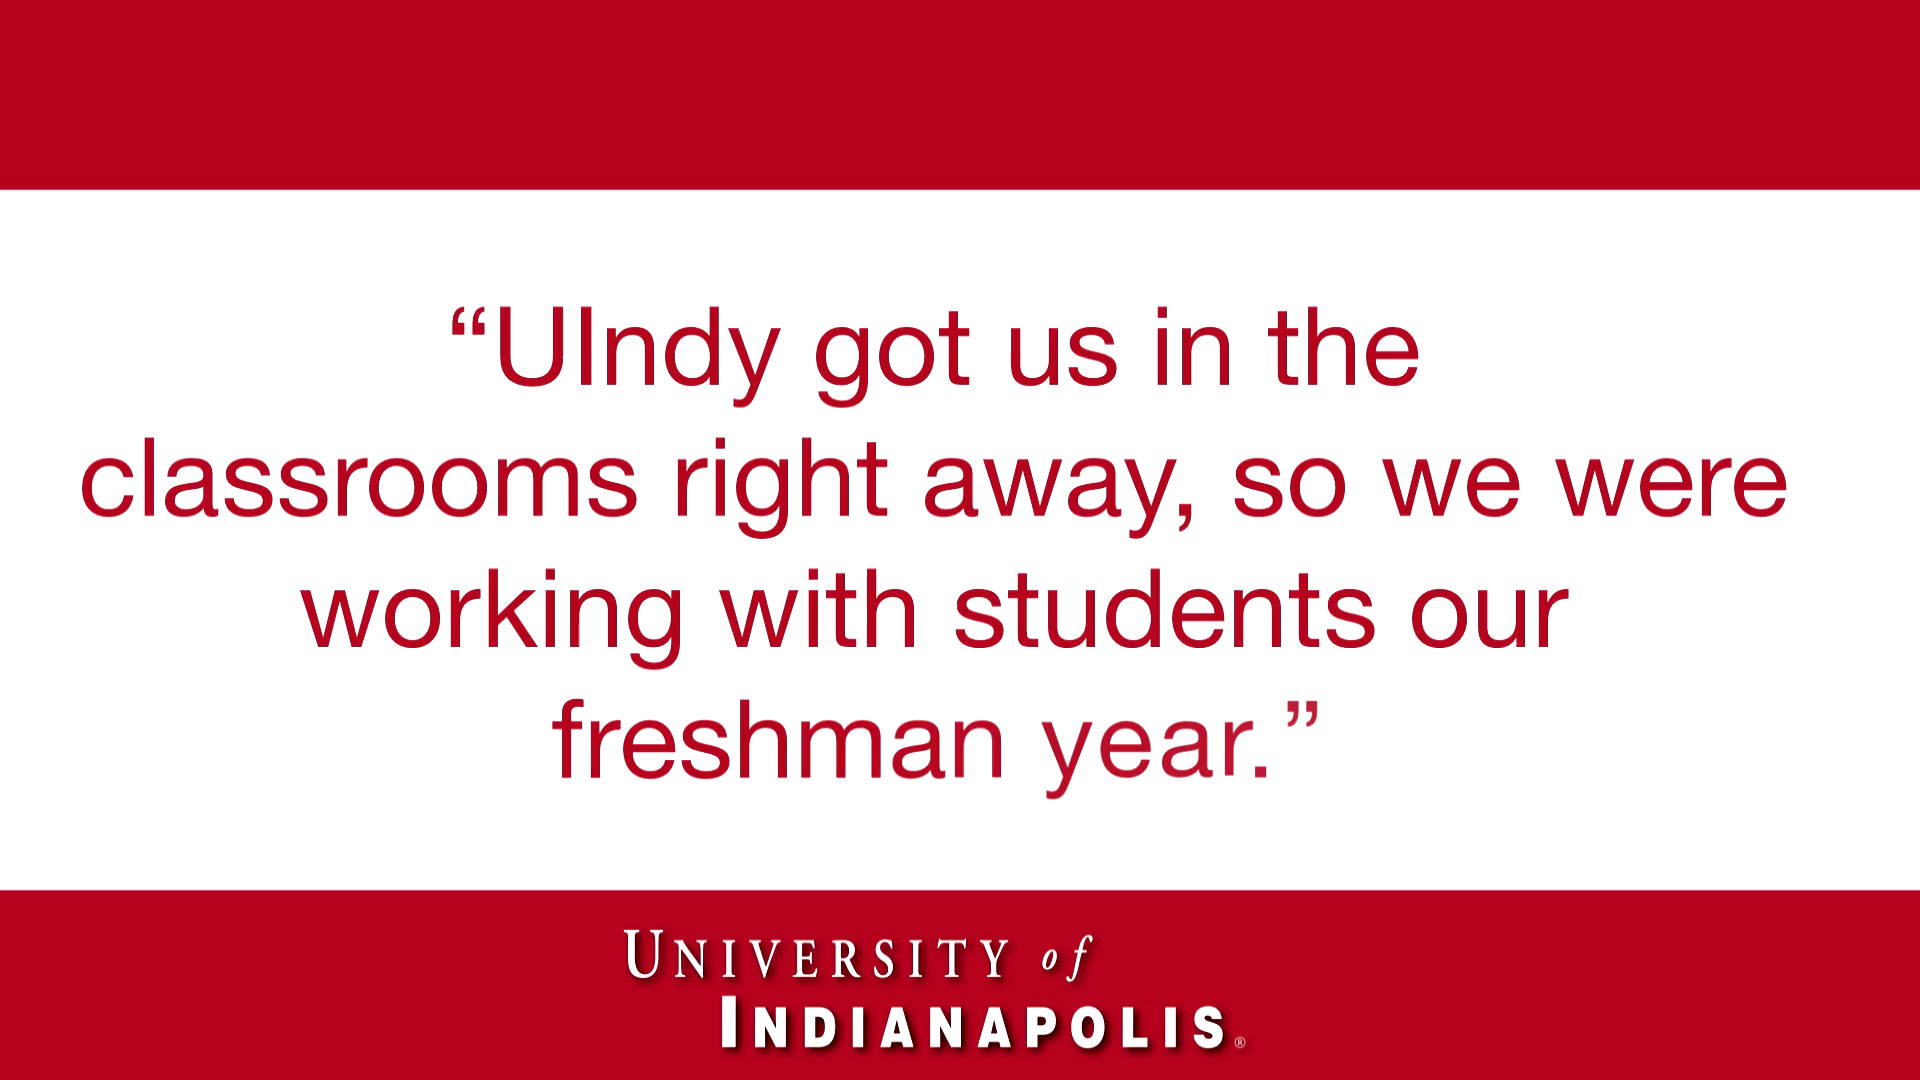 “UIndy got us in the
classrooms right away, so we were
working with students our
freshman year.”
UNIVERSITY of
INDIANAPOLIS®